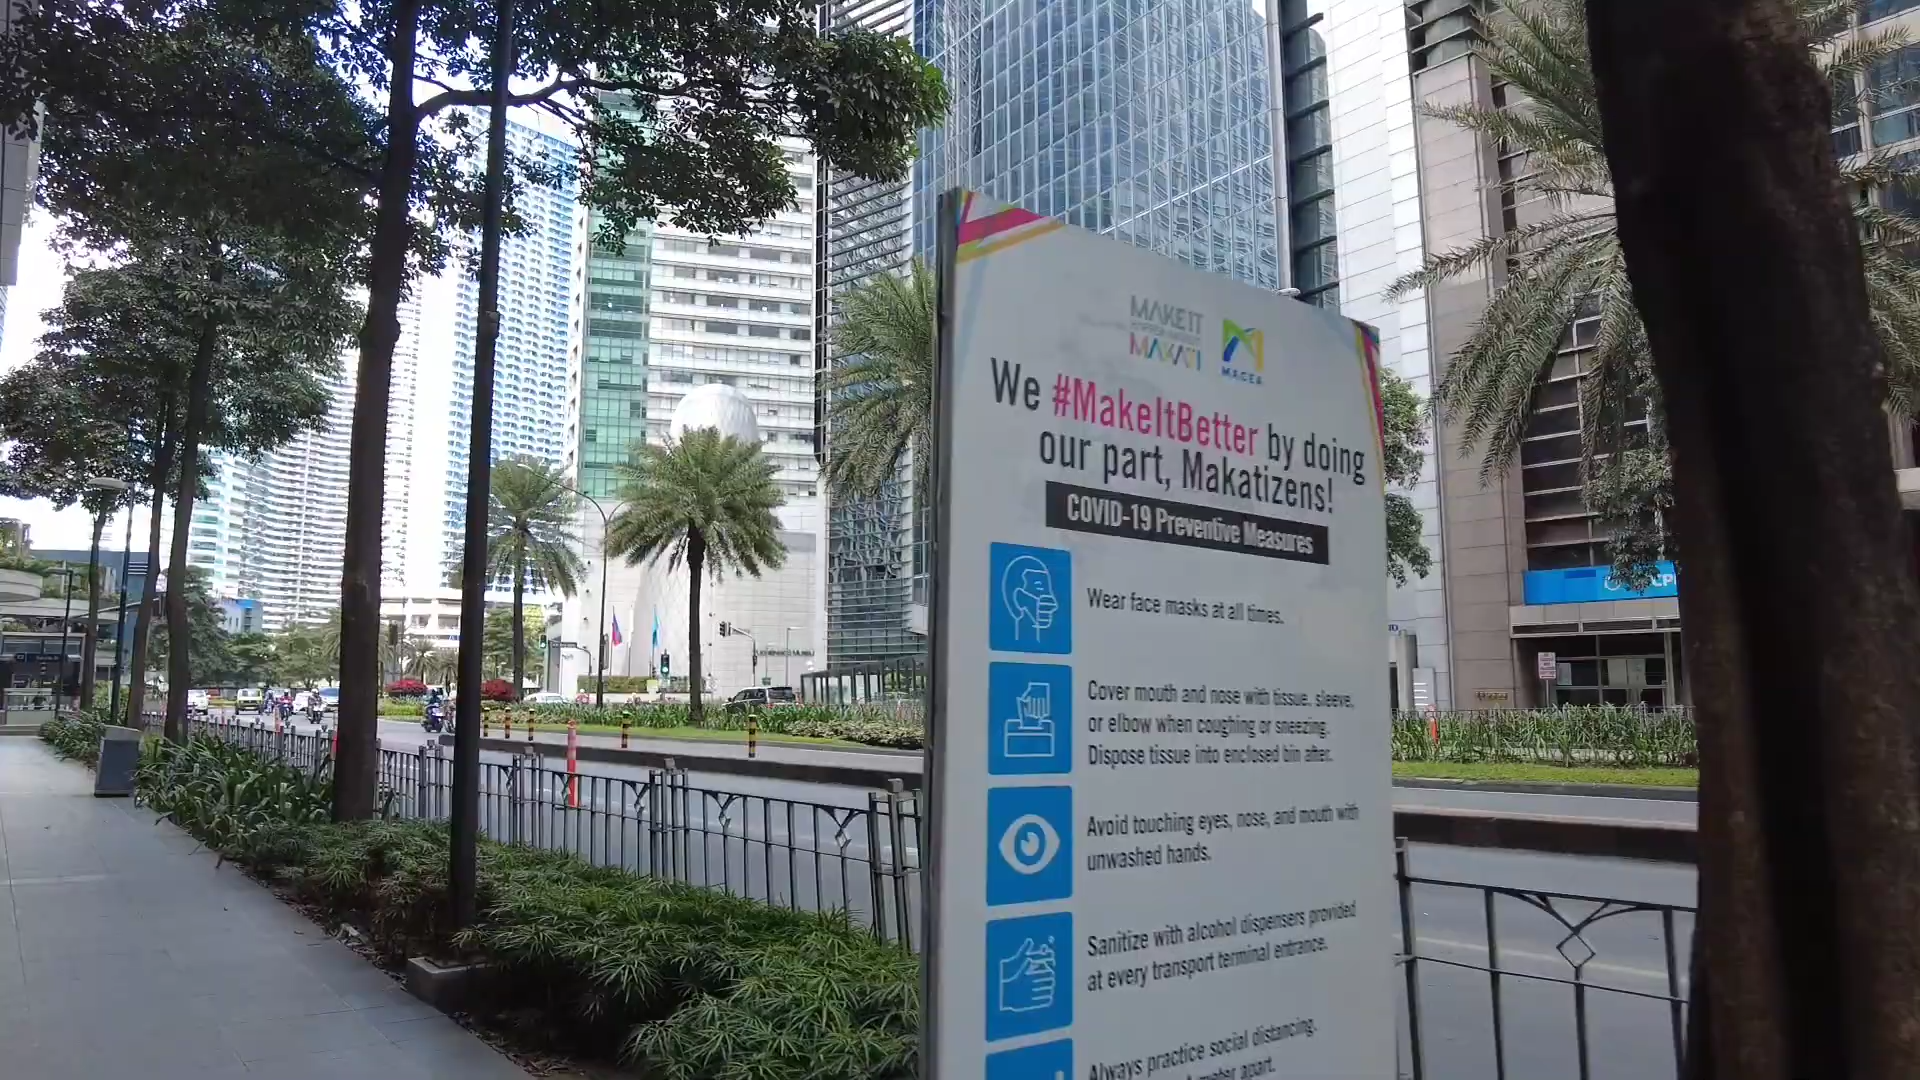 MAKE IT
MAKATI
MACEA
We #MakeItBetter by doing
our part, Makatizens!
COVID-19 Preventive Measures
Wear face masks at all times.
Cover mouth and nose with tissue, sleeve,
or elbow when coughing or sneezing.
Dispose tissue into enclosed bin after.
Avoid touching eyes, nose, and mouth with
unwashed hands.
Sanitize with alcohol dispensers provided
at every transport terminal entrance.
Always practice social distancing.
meter apart.